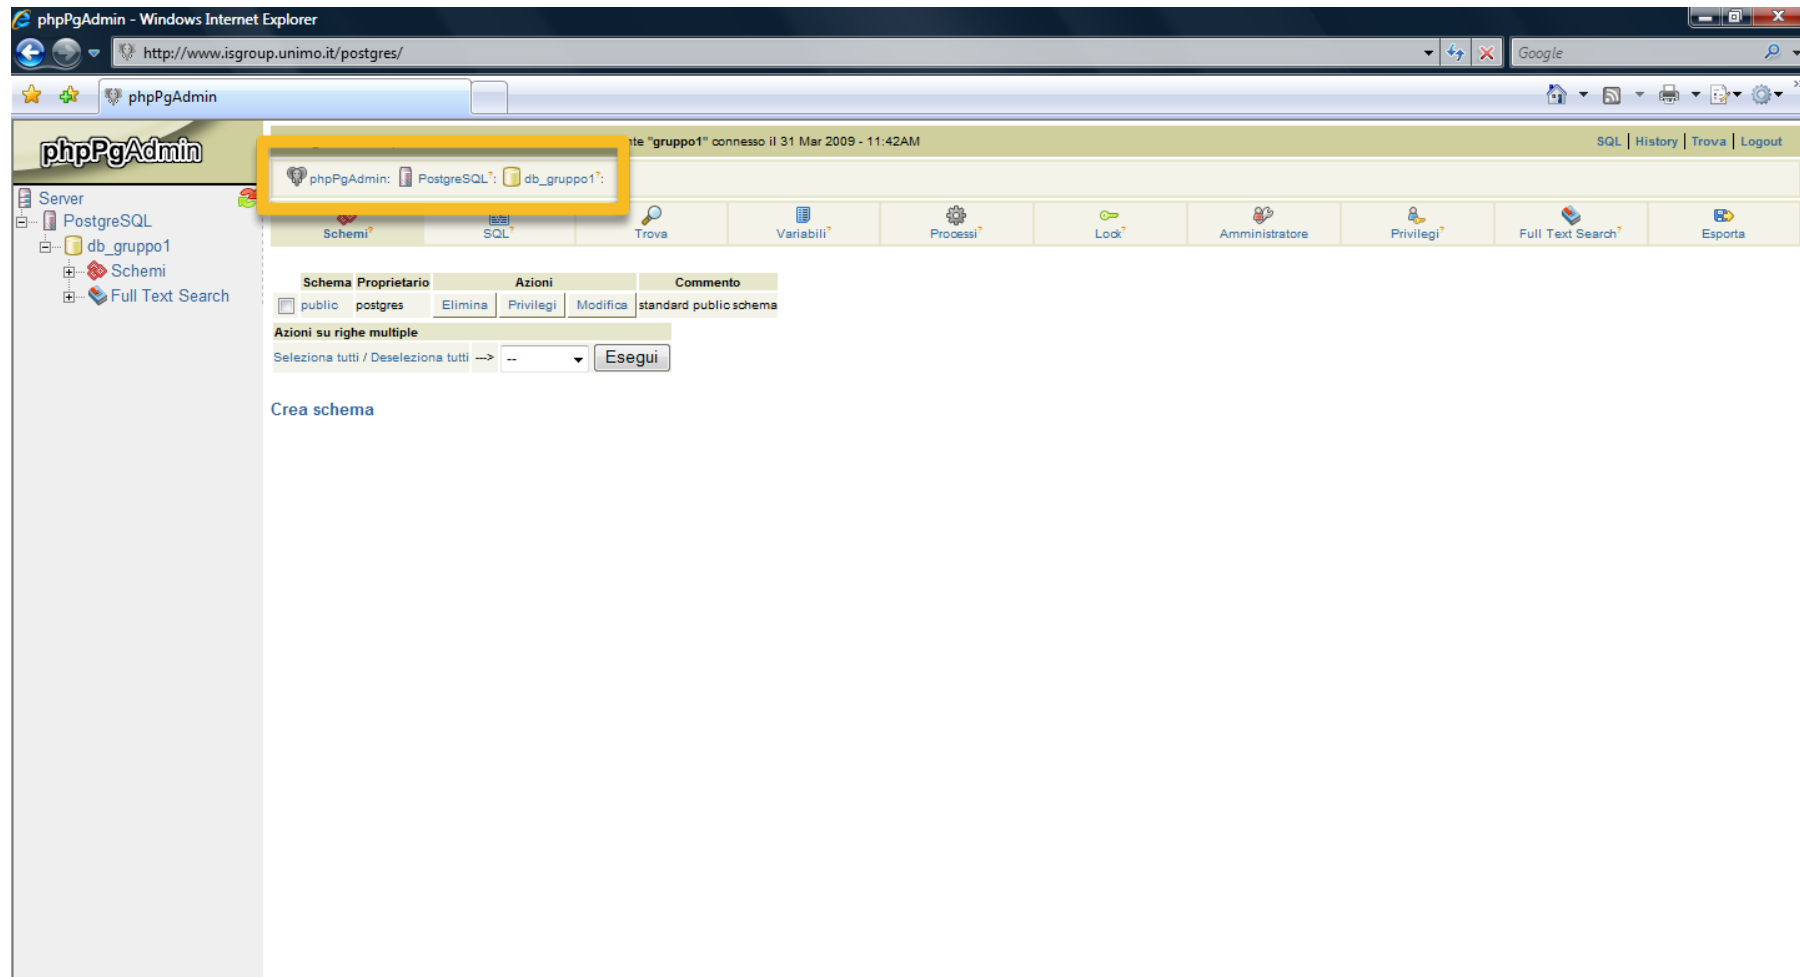 phpPgAdmin - Windows Internet Explorer
http://www.isgroup.unimo.it/postgres/
Google
phpPgAdmin
phpPgAdmin
"gruppo1" connesso il 31 Mar 2009 - 11:42AM
SQL | History | Trova | Logout
phpPgAdmin: PostgreSQL?: db_gruppo1?:
Server
PostgreSQL
db_gruppo1
Schemi
Full Text Search
Schemi? SQL? Trova Variabili? Processi? Lock? Amministratore Privilegi? Full Text Search? Esporta
Schema Proprietario Azioni Commento
public postgres Elimina Privilegi Modifica standard public schema
Azioni su righe multiple
Seleziona tutti / Deseleziona tutti ---> -- Esegui
Crea schema